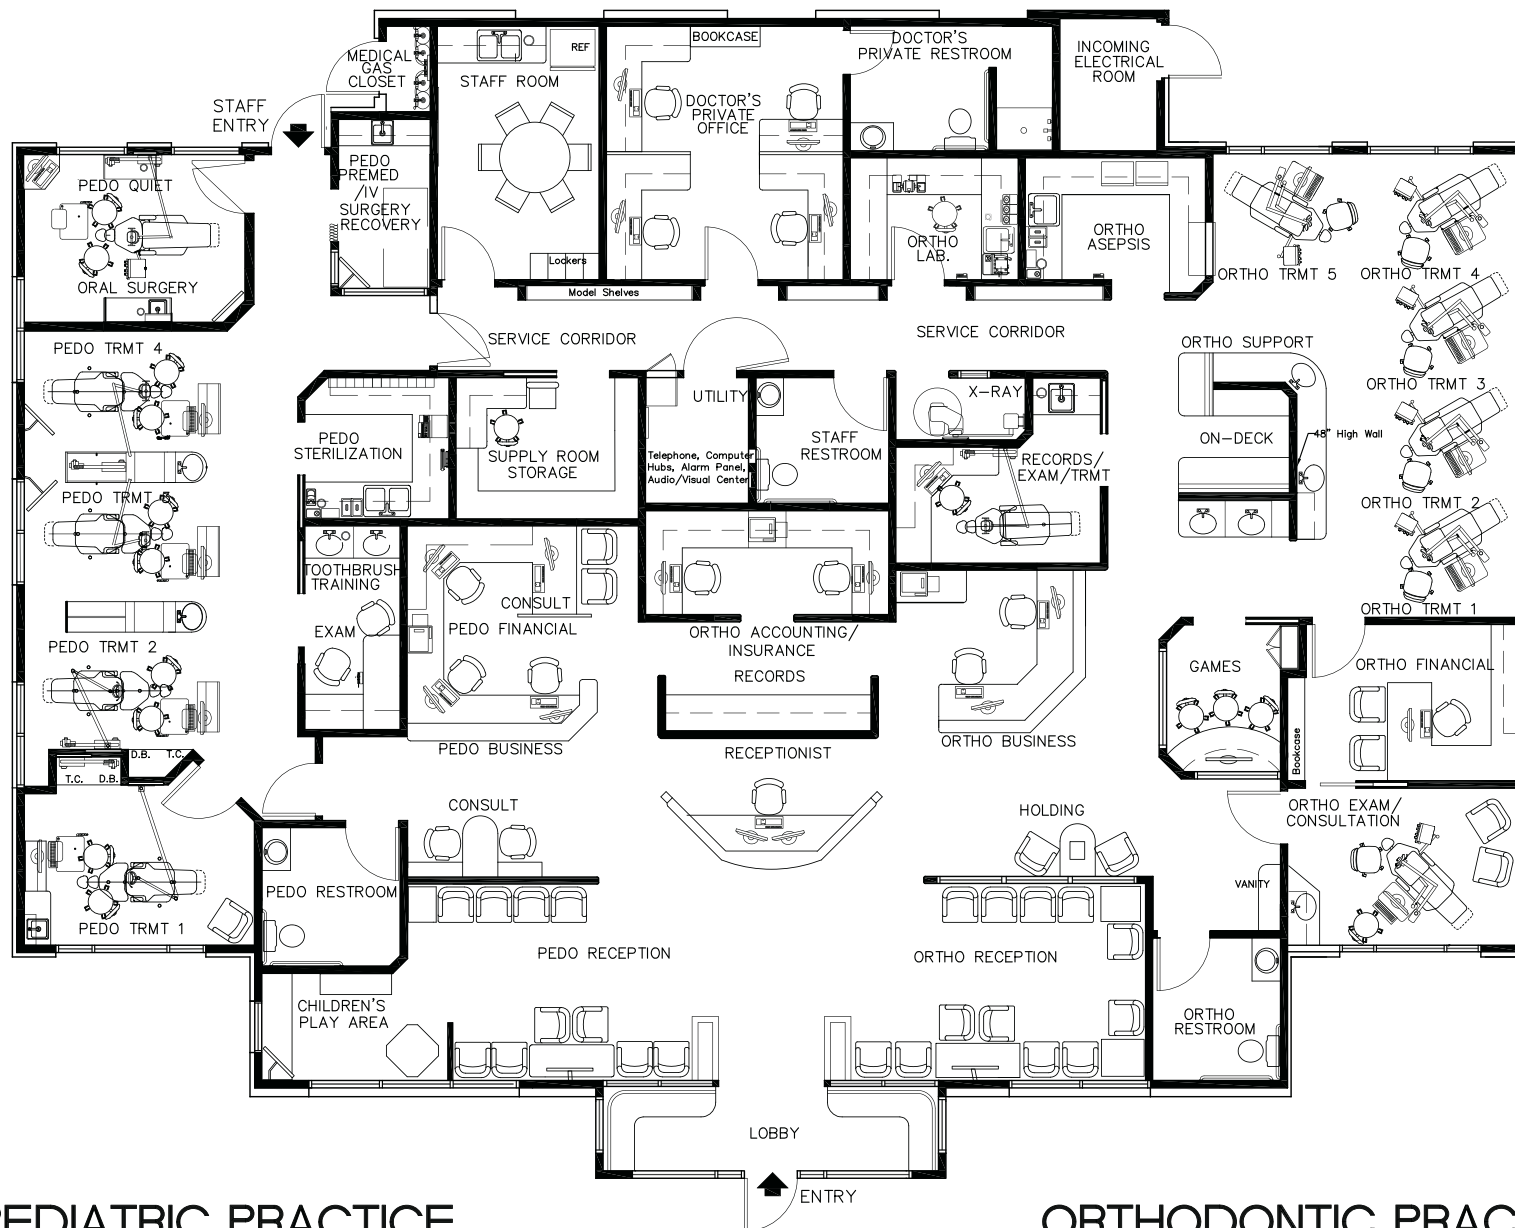 BOOKCASE
DOCTOR'S
PRIVATE RESTROOM
INCOMING
ELECTRICAL
ROOM
MEDICAL
GAS
CLOSET
REF
STAFF ROOM
STAFF
ENTRY
DOCTOR'S
PRIVATE
OFFICE
PEDO
PREMED
/IV
SURGERY
RECOVERY
PEDO QUIET
ORAL SURGERY
Lockers
ORTHO
LAB.
ORTHO
ASEPSIS
ORTHO TRMT 5
ORTHO TRMT 4
Model Shelves
SERVICE CORRIDOR
SERVICE CORRIDOR
PEDO TRMT 4
ORTHO SUPPORT
ORTHO TRMT 3
UTILITY
X-RAY
PEDO
STERILIZATION
SUPPLY ROOM
STORAGE
Telephone, Computer
Hubs, Alarm Panel,
Audio/Visual Center
STAFF
RESTROOM
RECORDS/
EXAM/TRMT
ON-DECK
48" High Wall
PEDO TRMT
ORTHO TRMT 2
TOOTHBRUSH
TRAINING
EXAM
CONSULT
PEDO FINANCIAL
ORTHO ACCOUNTING/
INSURANCE
RECORDS
ORTHO TRMT 1
PEDO TRMT 2
GAMES
ORTHO FINANCIAL
PEDO BUSINESS
RECEPTIONIST
ORTHO BUSINESS
Bookcase
D.B. T.C.
T.C. D.B.
CONSULT
HOLDING
ORTHO EXAM/
CONSULTATION
PEDO RESTROOM
VANITY
PEDO TRMT 1
PEDO RECEPTION
ORTHO RECEPTION
CHILDREN'S
PLAY AREA
ORTHO
RESTROOM
LOBBY
ENTRY
PEDIATRIC PRACTICE
ORTHODONTIC PRAC